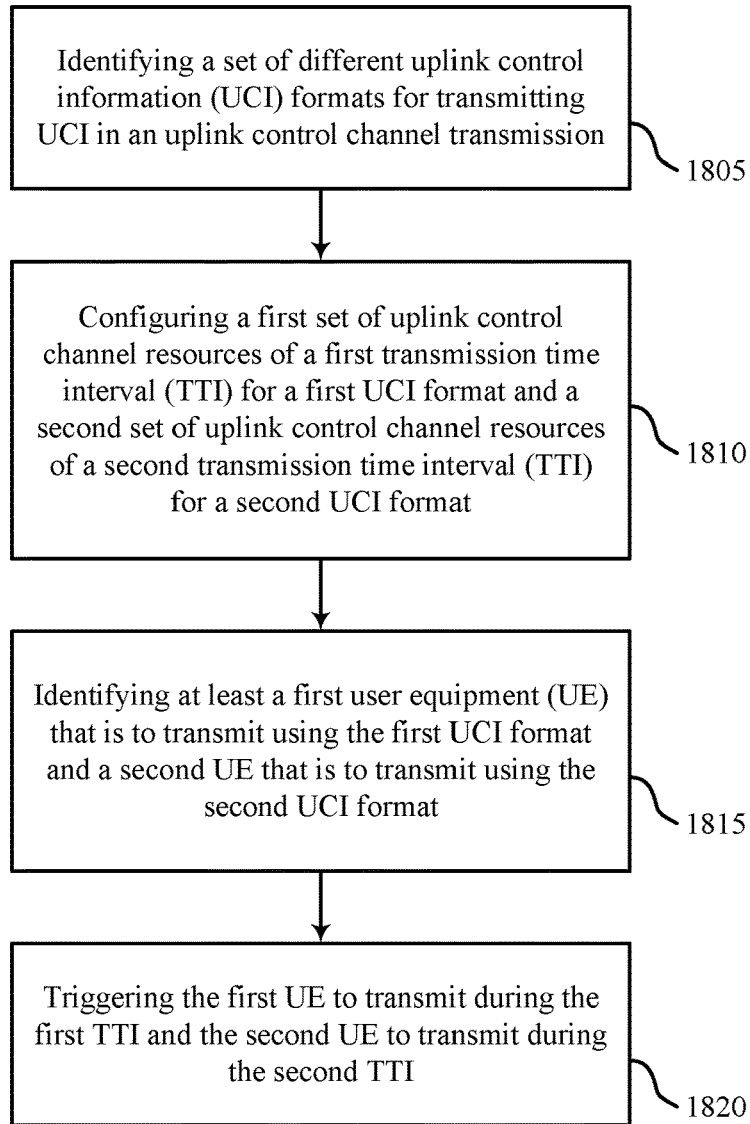 Identifying a set of different uplink control
information (UCI) formats for transmitting
UCI in an uplink control channel transmission
1805
Configuring a first set of uplink control
channel resources of a first transmission time
interval (TTI) for a first UCI format and a
second set of uplink control channel resources
of a second transmission time interval (TTI)
for a second UCI format
1810
Identifying at least a first user equipment (UE)
that is to transmit using the first UCI format
and a second UE that is to transmit using the
second UCI format
1815
Triggering the first UE to transmit during the
first TTI and the second UE to transmit during
the second TTI
1820